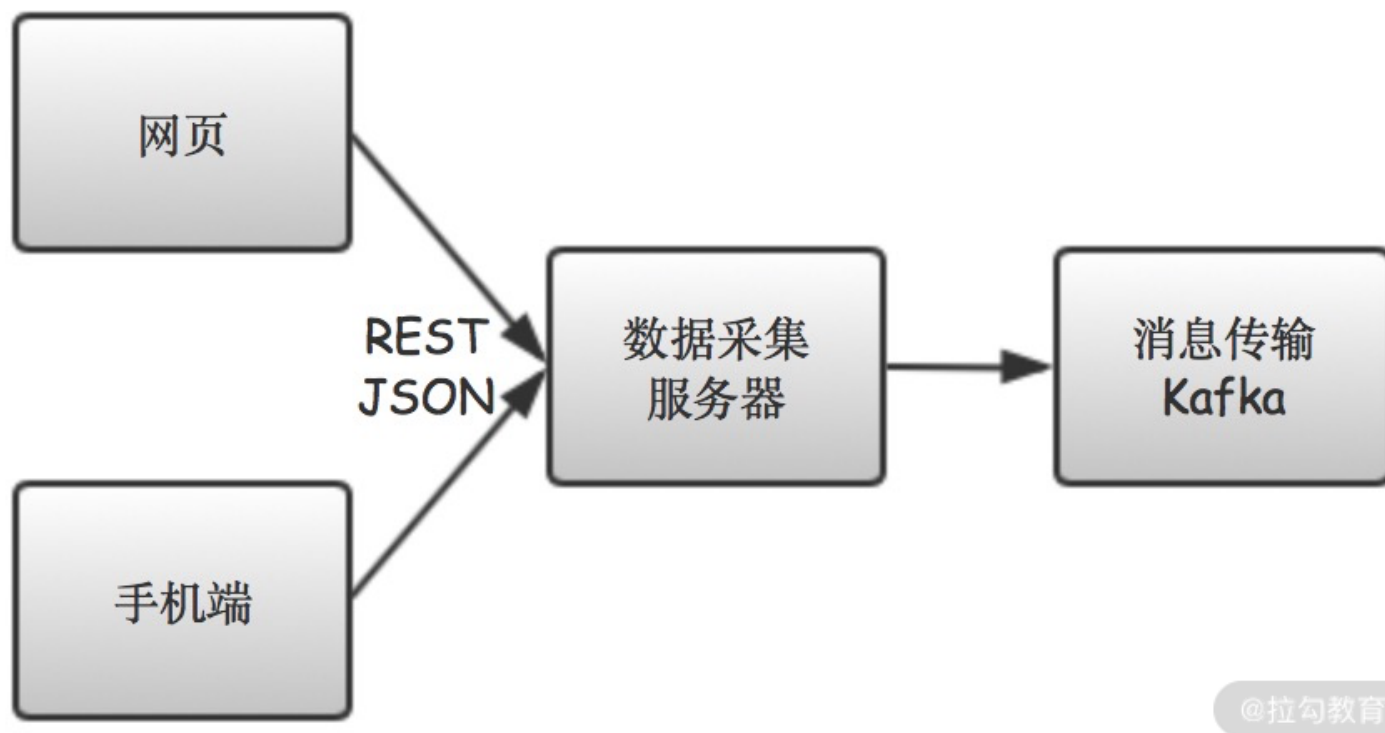 网页
REST
JSON
数据采集
服务器
消息传输
Kafka
手机端
@拉勾教育